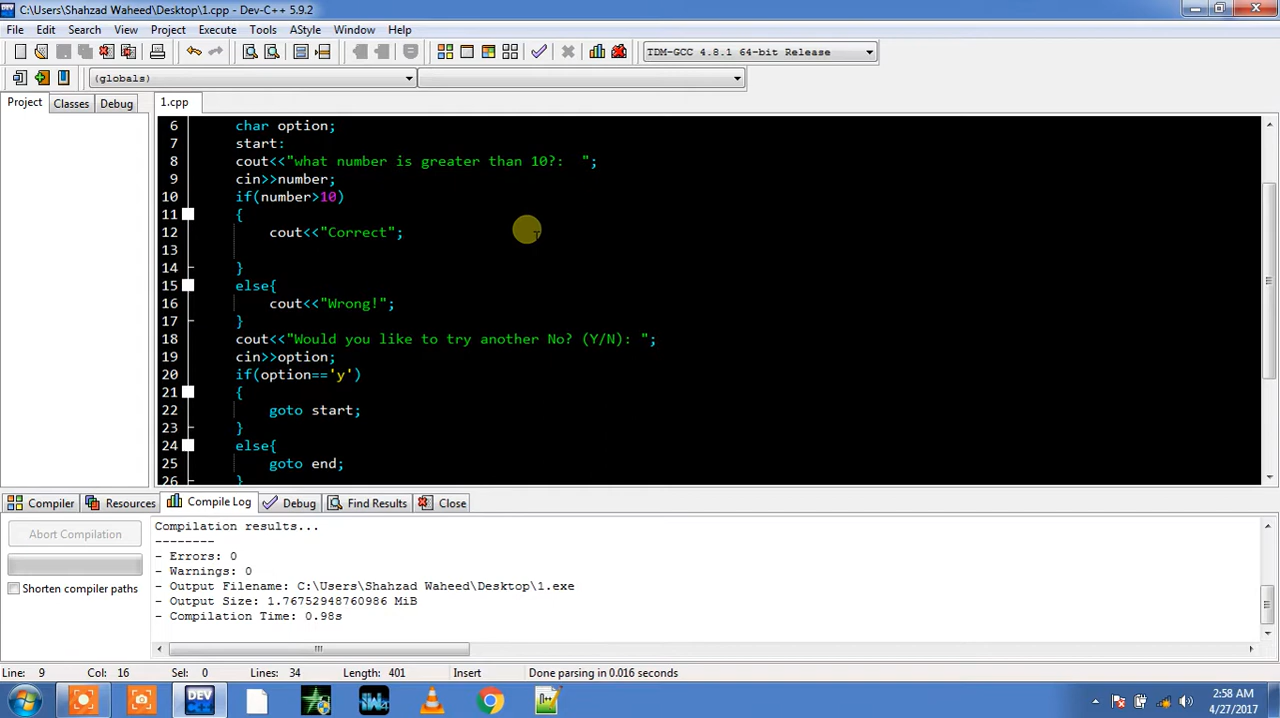 C:\Users\Shahzad Waheed\Desktop\1.cpp - Dev-C++ 5.9.2
File Edit Search View Project Execute Tools AStyle Window Help
TDM-GCC 4.8.1 64-bit Release
(globals)
Project Classes Debug 1.cpp
6 char option;
7 start:
8 cout<<"what number is greater than 10?:  ";
9 cin>>number;
10 if(number>10)
11 {
12 cout<<"Correct";
13
14 }
15 else{
16 cout<<"Wrong!";
17 }
18 cout<<"Would you like to try another No? (Y/N): ";
19 cin>>option;
20 if(option=='y')
21 {
22 goto start;
23 }
24 else{
25 goto end;
26 }
Compiler Resources Compile Log Debug Find Results Close
Abort Compilation
Shorten compiler paths
Compilation results...
--------
- Errors: 0
- Warnings: 0
- Output Filename: C:\Users\Shahzad Waheed\Desktop\1.exe
- Output Size: 1.76752948760986 MiB
- Compilation Time: 0.98s
Line: 9 Col: 16 Sel: 0 Lines: 34 Length: 401 Insert Done parsing in 0.016 seconds
DEV
2:58 AM
4/27/2017